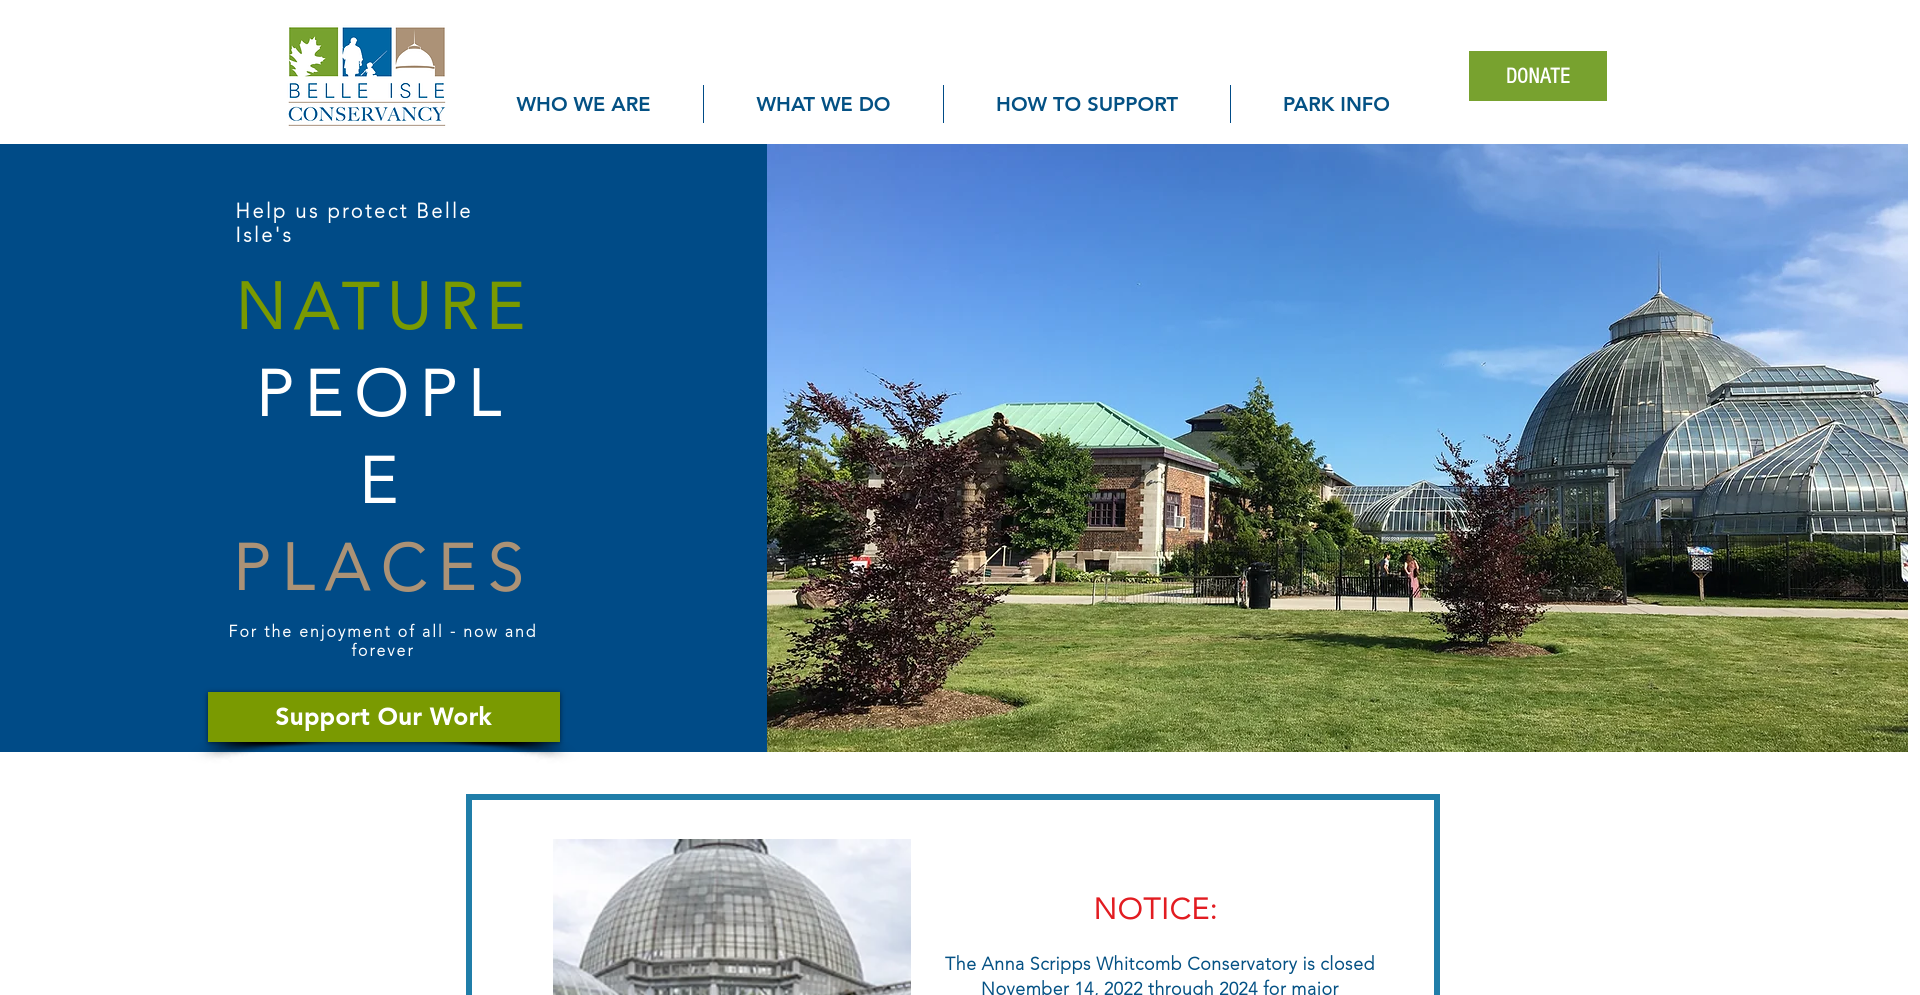 BELLE ISLE
CONSERVANCY
WHO WE ARE
WHAT WE DO
HOW TO SUPPORT
PARK INFO
DONATE
Help us protect Belle
Isle's
NATURE
PEOPL
E
PLACES
For the enjoyment of all - now and
forever
Support Our Work
NOTICE:
The Anna Scripps Whitcomb Conservatory is closed
November 14, 2022 through 2024 for major